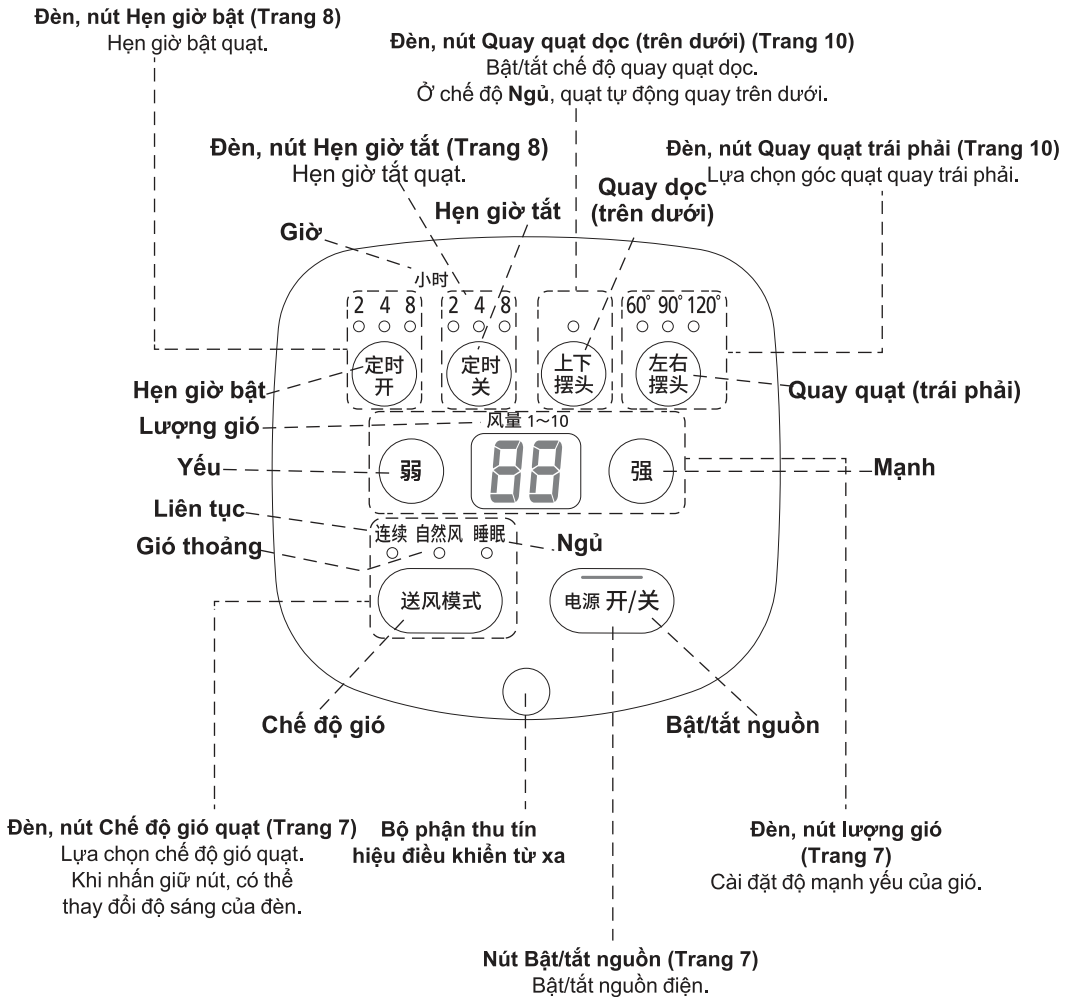 Đèn, nút Hẹn giờ bật (Trang 8)
Hẹn giờ bật quạt.
Đèn, nút Quay quạt dọc (trên dưới) (Trang 10)
Bật/tắt chế độ quay quạt dọc.
Ở chế độ Ngủ, quạt tự động quay trên dưới.
Đèn, nút Hẹn giờ tắt (Trang 8)
Hẹn giờ tắt quạt.
Đèn, nút Quay quạt trái phải (Trang 10)
Lựa chọn góc quạt quay trái phải.
Quay dọc
(trên dưới)
Hẹn giờ tắt
Giờ
小时
2 4 8
2 4 8
60° 90° 120°
定时
开
定时
关
上下
摆头
左右
摆头
Hẹn giờ bật
Quay quạt (trái phải)
Lượng gió
风量 1～10
Yếu
弱
88
强
Mạnh
Liên tục
连续 自然风 睡眠
Gió thoảng
Ngủ
送风模式
电源 开/关
Chế độ gió
Bật/tắt nguồn
Đèn, nút Chế độ gió quạt (Trang 7)
Lựa chọn chế độ gió quạt.
Khi nhấn giữ nút, có thể
thay đổi độ sáng của đèn.
Bộ phận thu tín
hiệu điều khiển từ xa
Đèn, nút lượng gió
(Trang 7)
Cài đặt độ mạnh yếu của gió.
Nút Bật/tắt nguồn (Trang 7)
Bật/tắt nguồn điện.